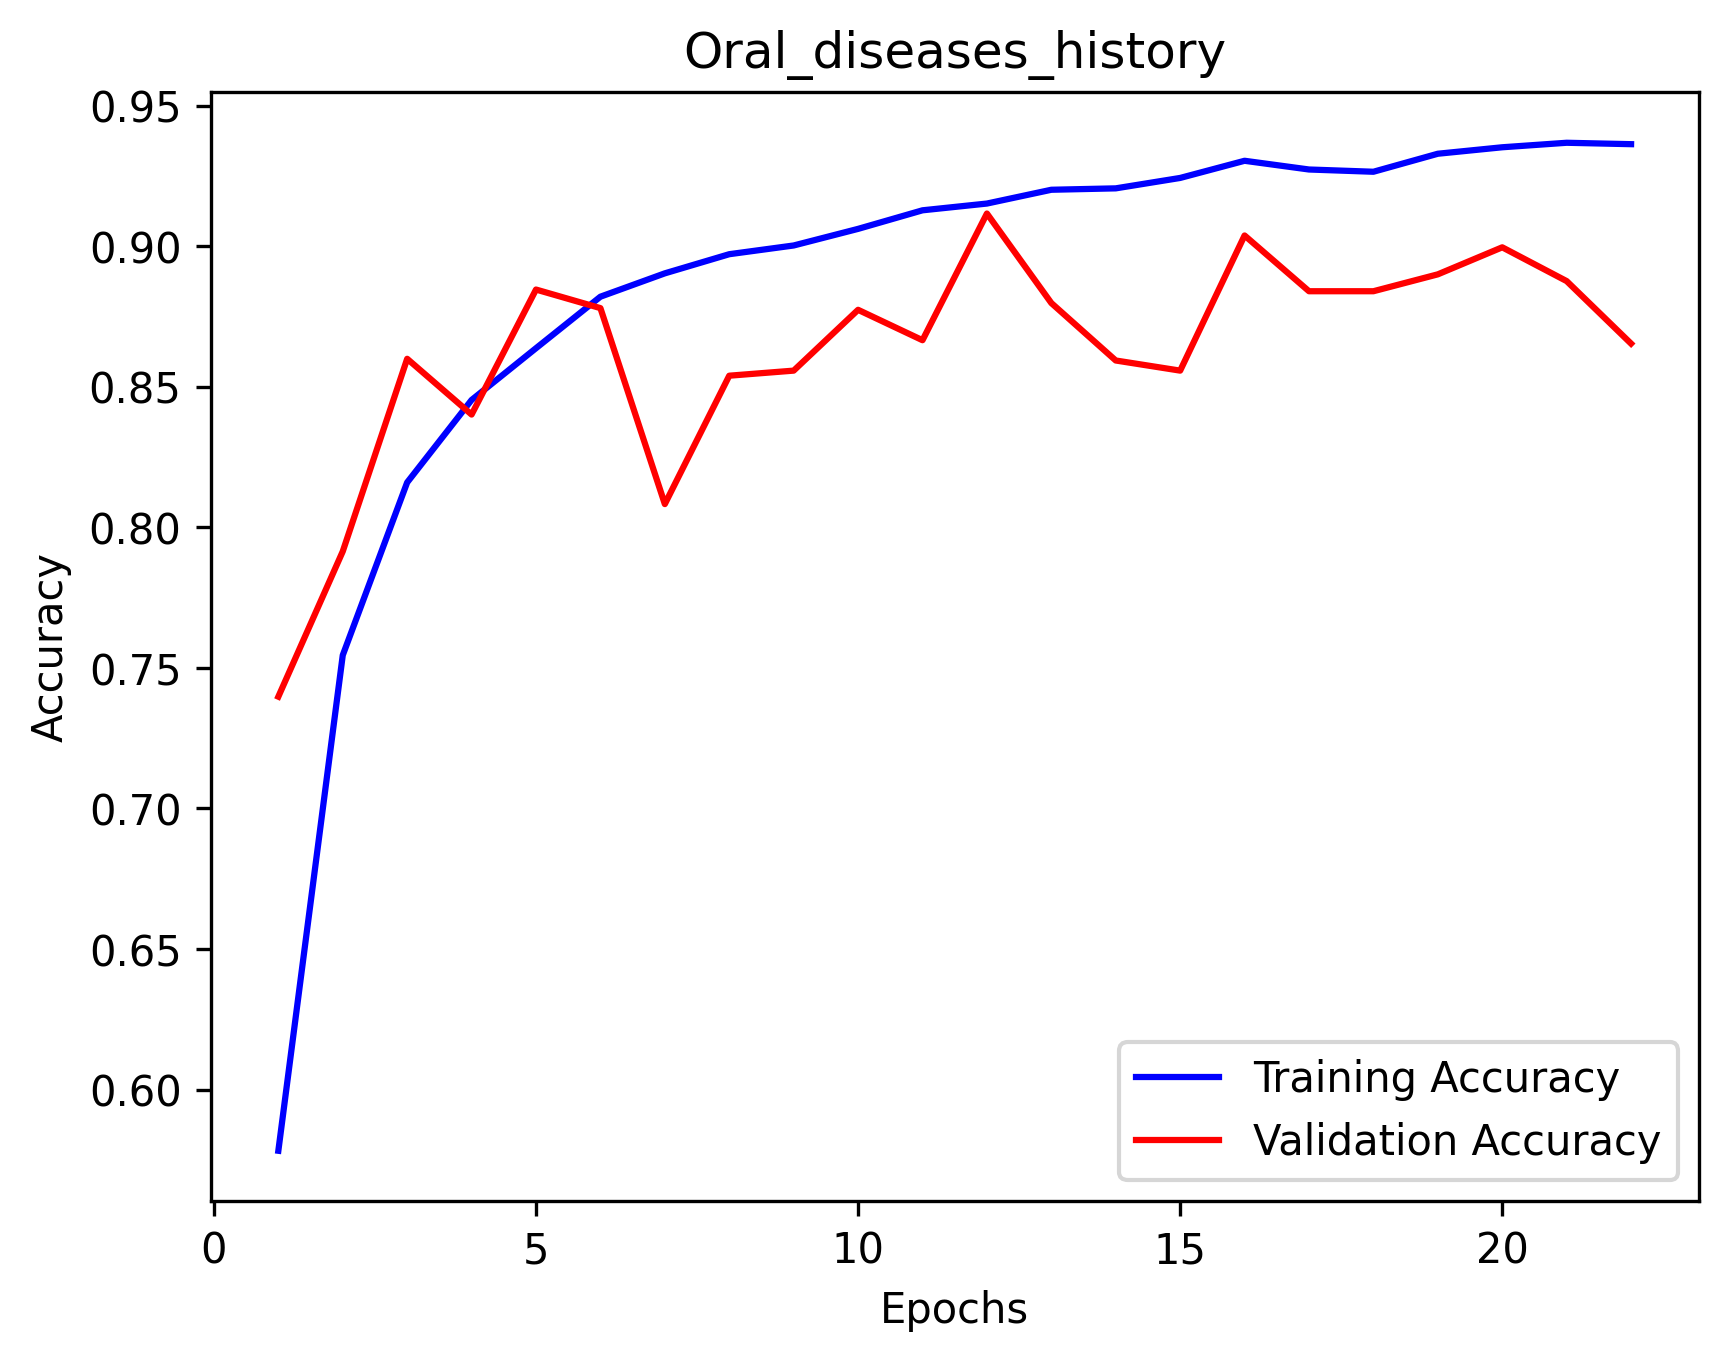 Oral_diseases_history
0.95
0.90
0.85
0.80
0.75
0.70
0.65
0.60
Accuracy
Training Accuracy
Validation Accuracy
0 5 10 15 20
Epochs